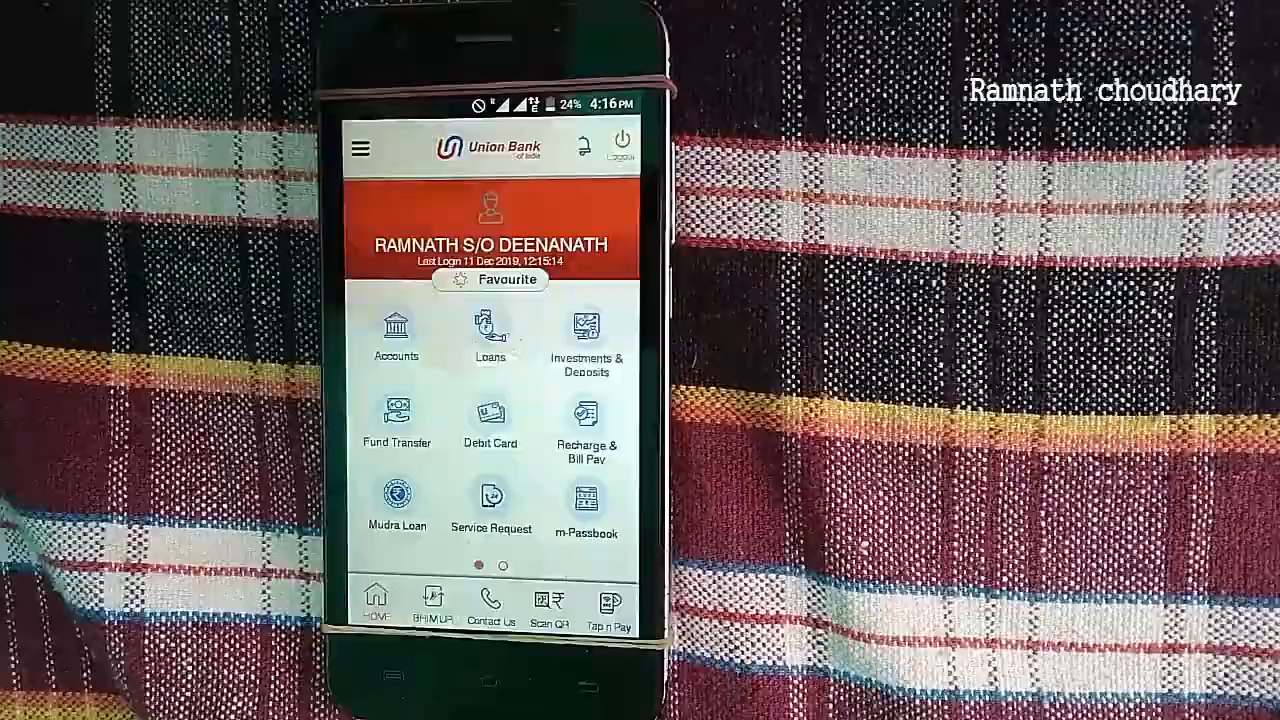 Ramnath choudhary
24% 4:16 PM
Union Bank
of India
Logout
RAMNATH S/O DEENANATH
Last Login 11 Dec 2019, 12:15:14
Favourite
Accounts
Loans
Investments &
Deposits
Fund Transfer
Debit Card
Recharge &
Bill Pay
Mudra Loan
Service Request
m-Passbook
HOME
BHIM UPI
Contact Us
Scan QR
Tap n Pay